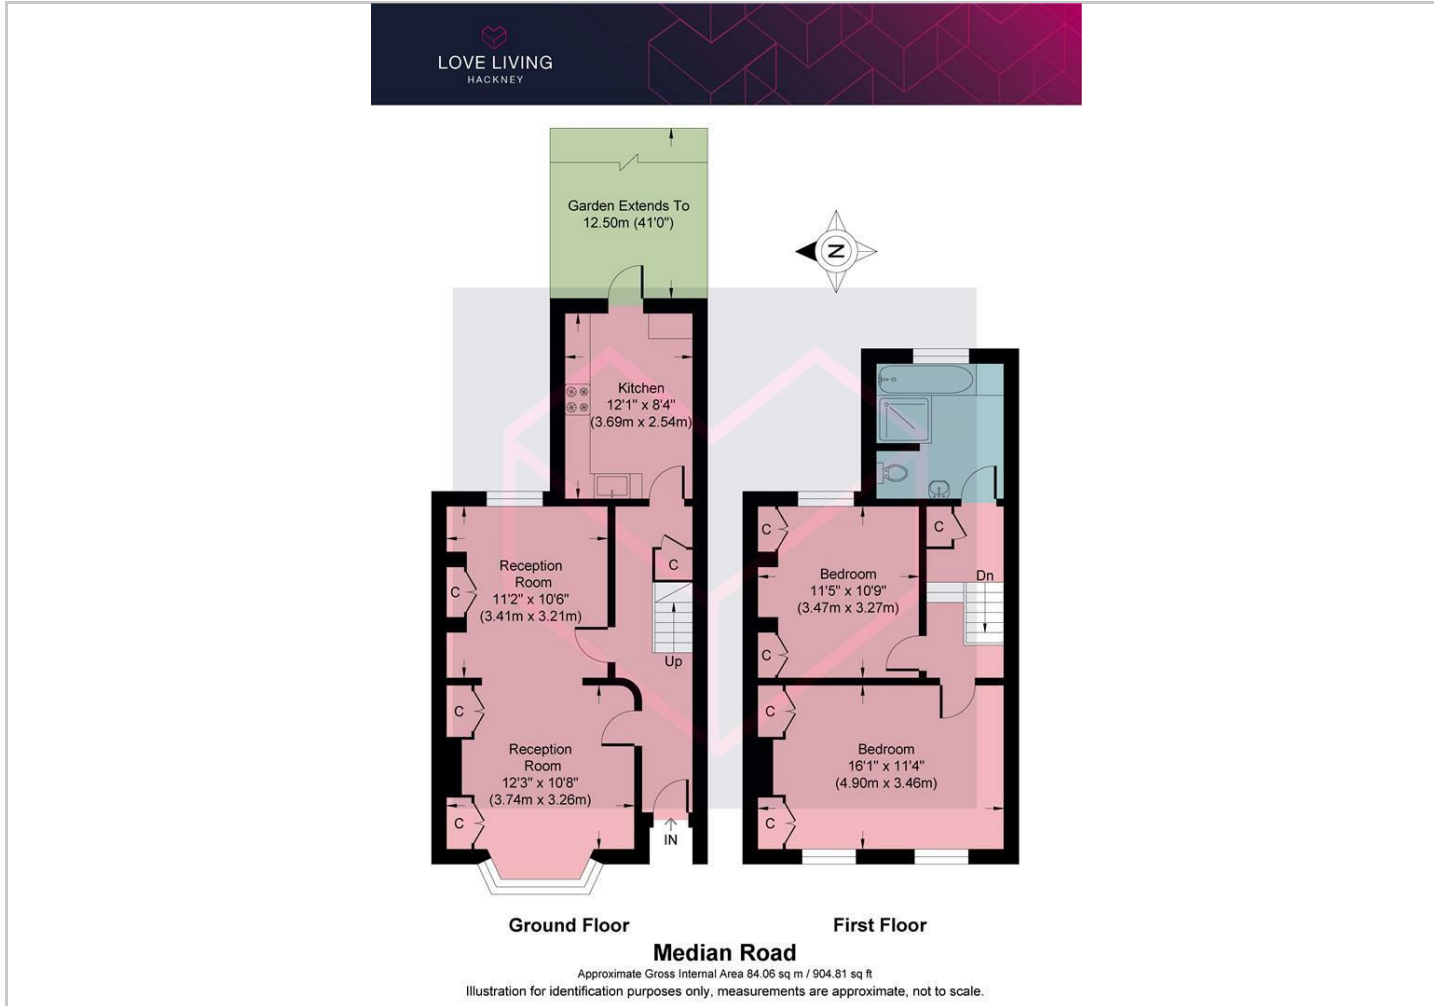 LOVE LIVING
HACKNEY
Garden Extends To
12.50m (41'0")
N
Kitchen
12'1" x 8'4"
(3.69m x 2.54m)
Reception
Room
11'2" x 10'6"
(3.41m x 3.21m)
C
C
Up
Reception
Room
12'3" x 10'8"
(3.74m x 3.26m)
C
C
IN
C
C
Dn
Bedroom
11'5" x 10'9"
(3.47m x 3.27m)
C
Bedroom
16'1" x 11'4"
(4.90m x 3.46m)
C
C
Ground Floor
First Floor
Median Road
Approximate Gross Internal Area 84.06 sq m / 904.81 sq ft
Illustration for identification purposes only, measurements are approximate, not to scale.